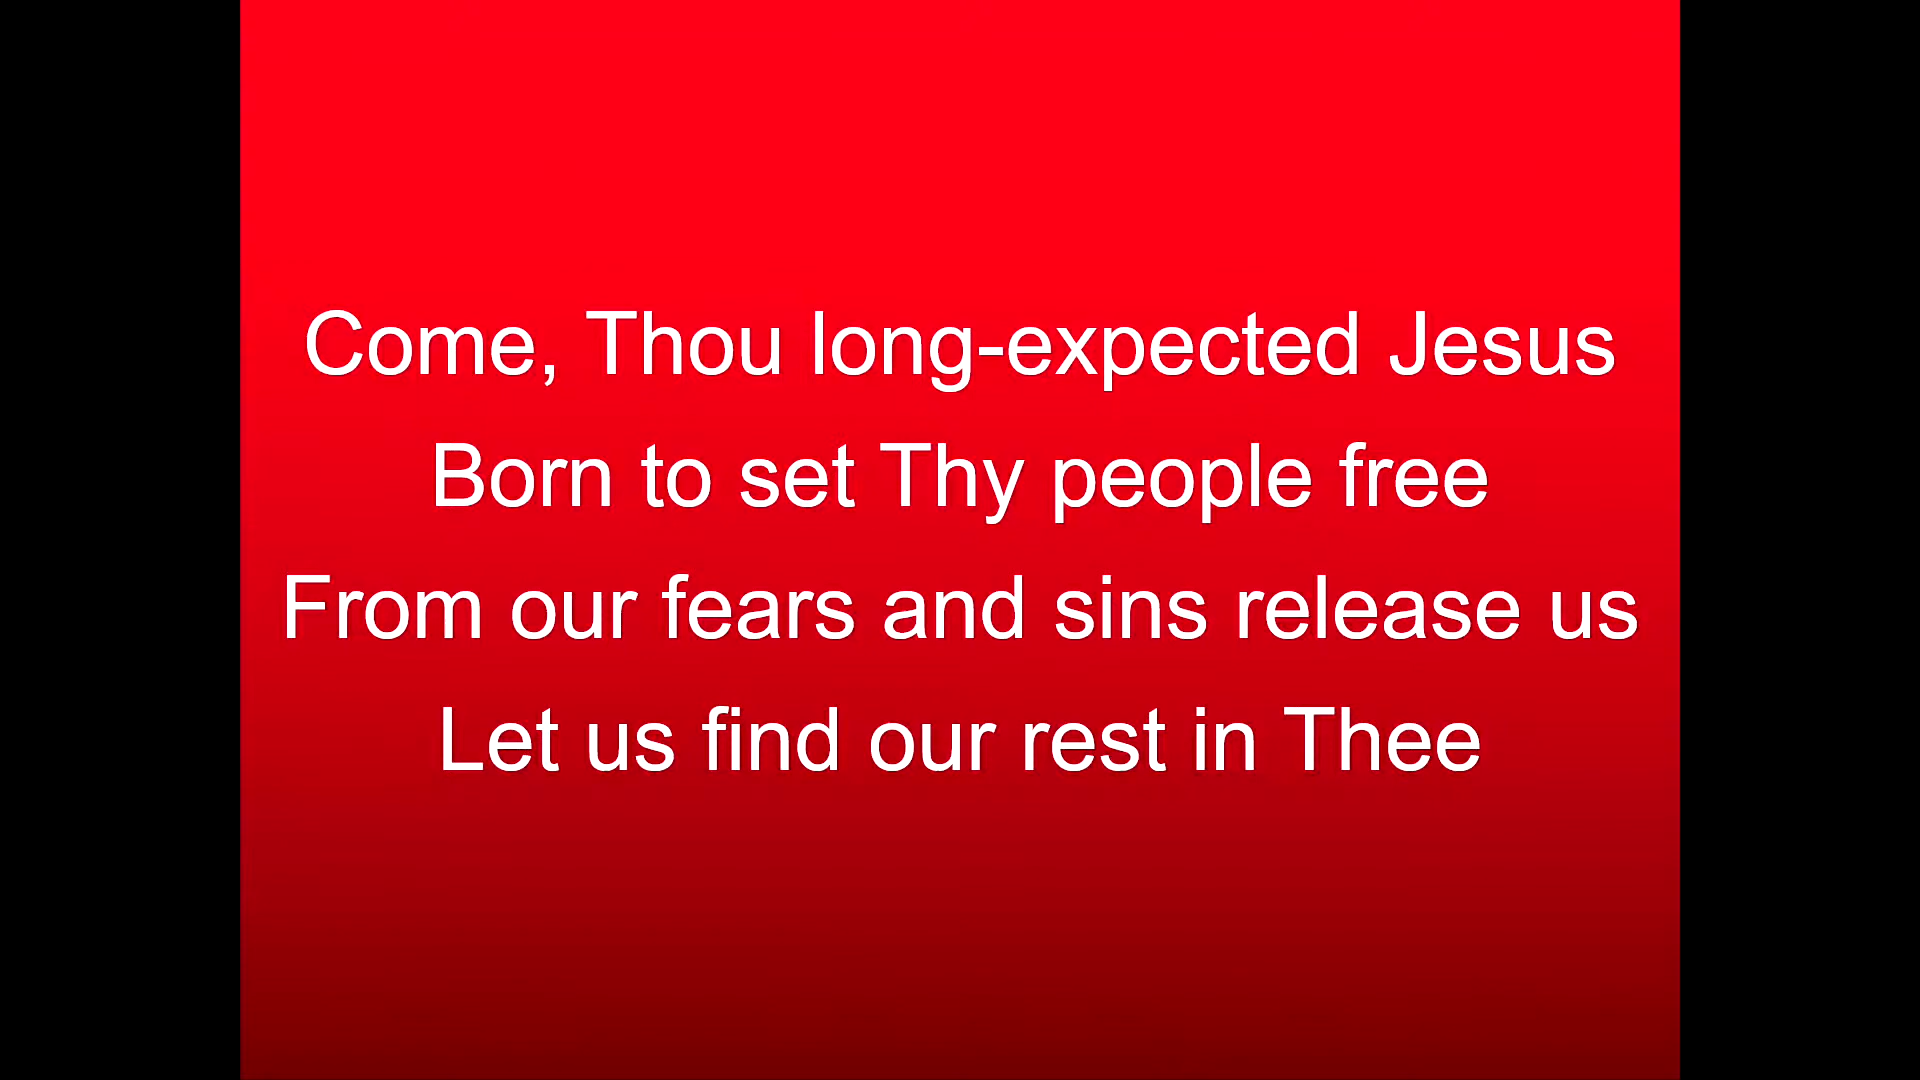 Come, Thou long-expected Jesus
Born to set Thy people free
From our fears and sins release us
Let us find our rest in Thee